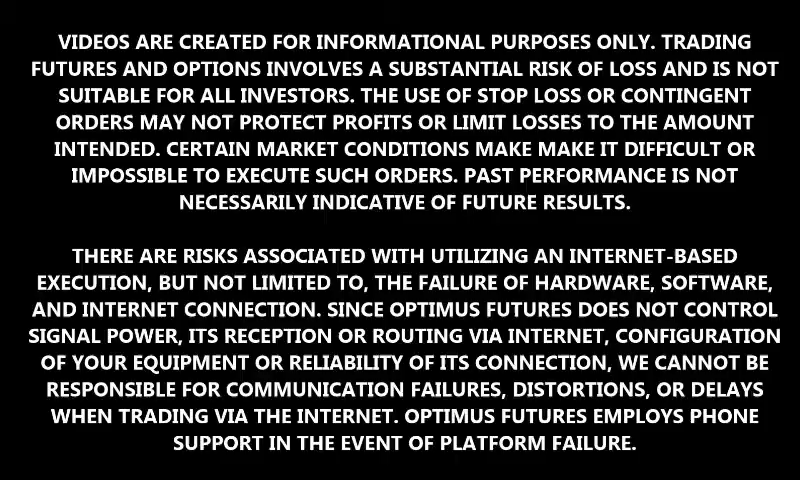 VIDEOS ARE CREATED FOR INFORMATIONAL PURPOSES ONLY. TRADING
FUTURES AND OPTIONS INVOLVES A SUBSTANTIAL RISK OF LOSS AND IS NOT
SUITABLE FOR ALL INVESTORS. THE USE OF STOP LOSS OR CONTINGENT
ORDERS MAY NOT PROTECT PROFITS OR LIMIT LOSSES TO THE AMOUNT
INTENDED. CERTAIN MARKET CONDITIONS MAKE MAKE IT DIFFICULT OR
IMPOSSIBLE TO EXECUTE SUCH ORDERS. PAST PERFORMANCE IS NOT
NECESSARILY INDICATIVE OF FUTURE RESULTS.
THERE ARE RISKS ASSOCIATED WITH UTILIZING AN INTERNET-BASED
EXECUTION, BUT NOT LIMITED TO, THE FAILURE OF HARDWARE, SOFTWARE,
AND INTERNET CONNECTION. SINCE OPTIMUS FUTURES DOES NOT CONTROL
SIGNAL POWER, ITS RECEPTION OR ROUTING VIA INTERNET, CONFIGURATION
OF YOUR EQUIPMENT OR RELIABILITY OF ITS CONNECTION, WE CANNOT BE
RESPONSIBLE FOR COMMUNICATION FAILURES, DISTORTIONS, OR DELAYS
WHEN TRADING VIA THE INTERNET. OPTIMUS FUTURES EMPLOYS PHONE
SUPPORT IN THE EVENT OF PLATFORM FAILURE.